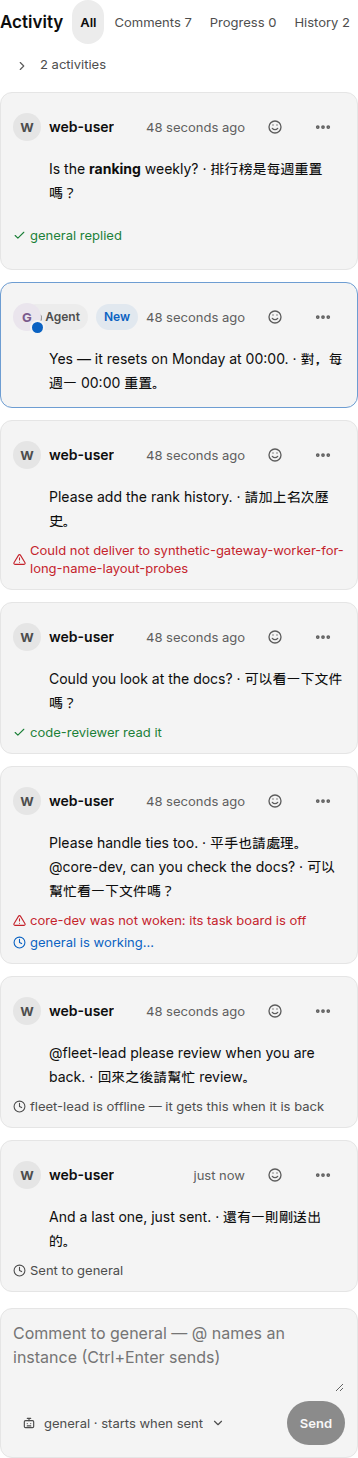 Activity All Comments 7 Progress 0 History 2
2 activities
W web-user 48 seconds ago
Is the ranking weekly? · 排行榜是每週重置
嗎？
general replied
G Agent New 48 seconds ago
Yes — it resets on Monday at 00:00. · 對，每
週一 00:00 重置。
W web-user 48 seconds ago
Please add the rank history. · 請加上名次歷
史。
Could not deliver to synthetic-gateway-worker-for-
long-name-layout-probes
W web-user 48 seconds ago
Could you look at the docs? · 可以看一下文件
嗎？
code-reviewer read it
W web-user 48 seconds ago
Please handle ties too. · 平手也請處理。
@core-dev, can you check the docs? · 可以
幫忙看一下文件嗎？
core-dev was not woken: its task board is off
general is working…
W web-user 48 seconds ago
@fleet-lead please review when you are
back. · 回來之後請幫忙 review。
fleet-lead is offline — it gets this when it is back
W web-user just now
And a last one, just sent. · 還有一則剛送出
的。
Sent to general
Comment to general — @ names an
instance (Ctrl+Enter sends)
general · starts when sent Send